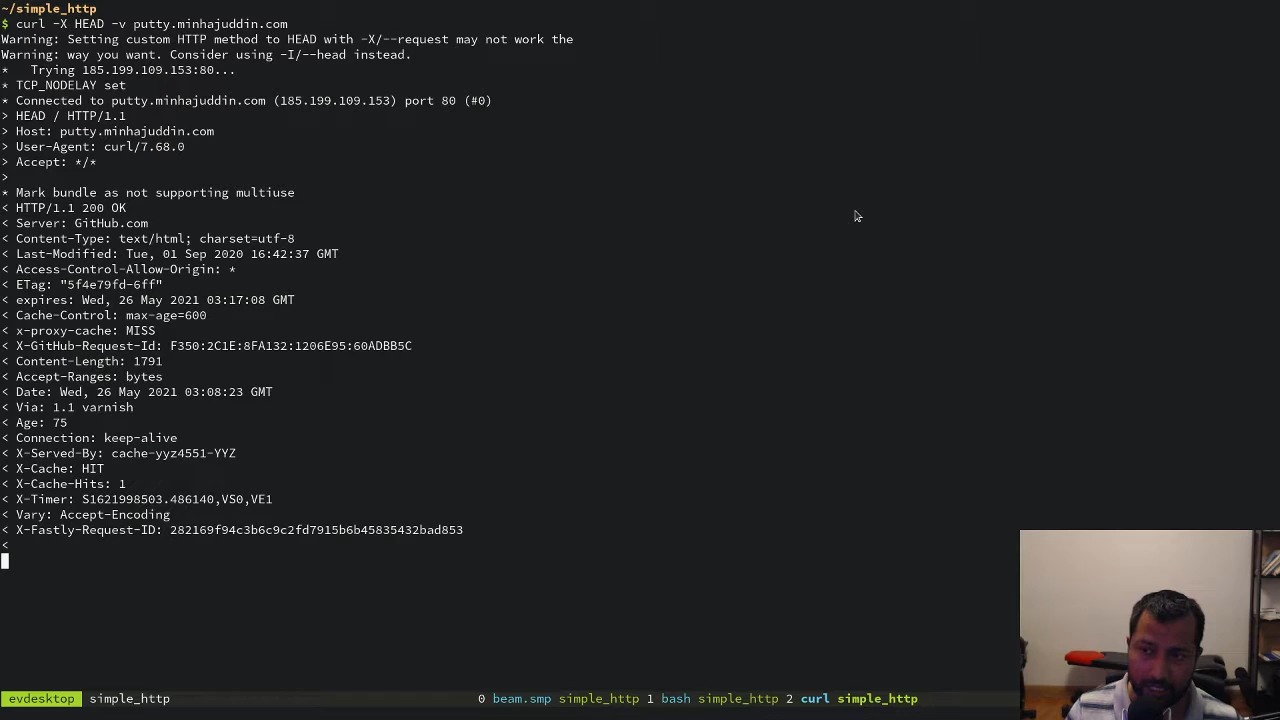 ~/simple_http
$ curl -X HEAD -v putty.minhajuddin.com
Warning: Setting custom HTTP method to HEAD with -X/--request may not work the
Warning: way you want. Consider using -I/--head instead.
*   Trying 185.199.109.153:80...
* TCP_NODELAY set
* Connected to putty.minhajuddin.com (185.199.109.153) port 80 (#0)
> HEAD / HTTP/1.1
> Host: putty.minhajuddin.com
> User-Agent: curl/7.68.0
> Accept: */*
>
* Mark bundle as not supporting multiuse
< HTTP/1.1 200 OK
< Server: GitHub.com
< Content-Type: text/html; charset=utf-8
< Last-Modified: Tue, 01 Sep 2020 16:42:37 GMT
< Access-Control-Allow-Origin: *
< ETag: "5f4e79fd-6ff"
< expires: Wed, 26 May 2021 03:17:08 GMT
< Cache-Control: max-age=600
< x-proxy-cache: MISS
< X-GitHub-Request-Id: F350:2C1E:8FA132:1206E95:60ADBB5C
< Content-Length: 1791
< Accept-Ranges: bytes
< Date: Wed, 26 May 2021 03:08:23 GMT
< Via: 1.1 varnish
< Age: 75
< Connection: keep-alive
< X-Served-By: cache-yyz4551-YYZ
< X-Cache: HIT
< X-Cache-Hits: 1
< X-Timer: S1621998503.486140,VS0,VE1
< Vary: Accept-Encoding
< X-Fastly-Request-ID: 282169f94c3b6c9c2fd7915b6b45835432bad853
<
evdesktop simple_http 0 beam.smp simple_http 1 bash simple_http 2 curl simple_http